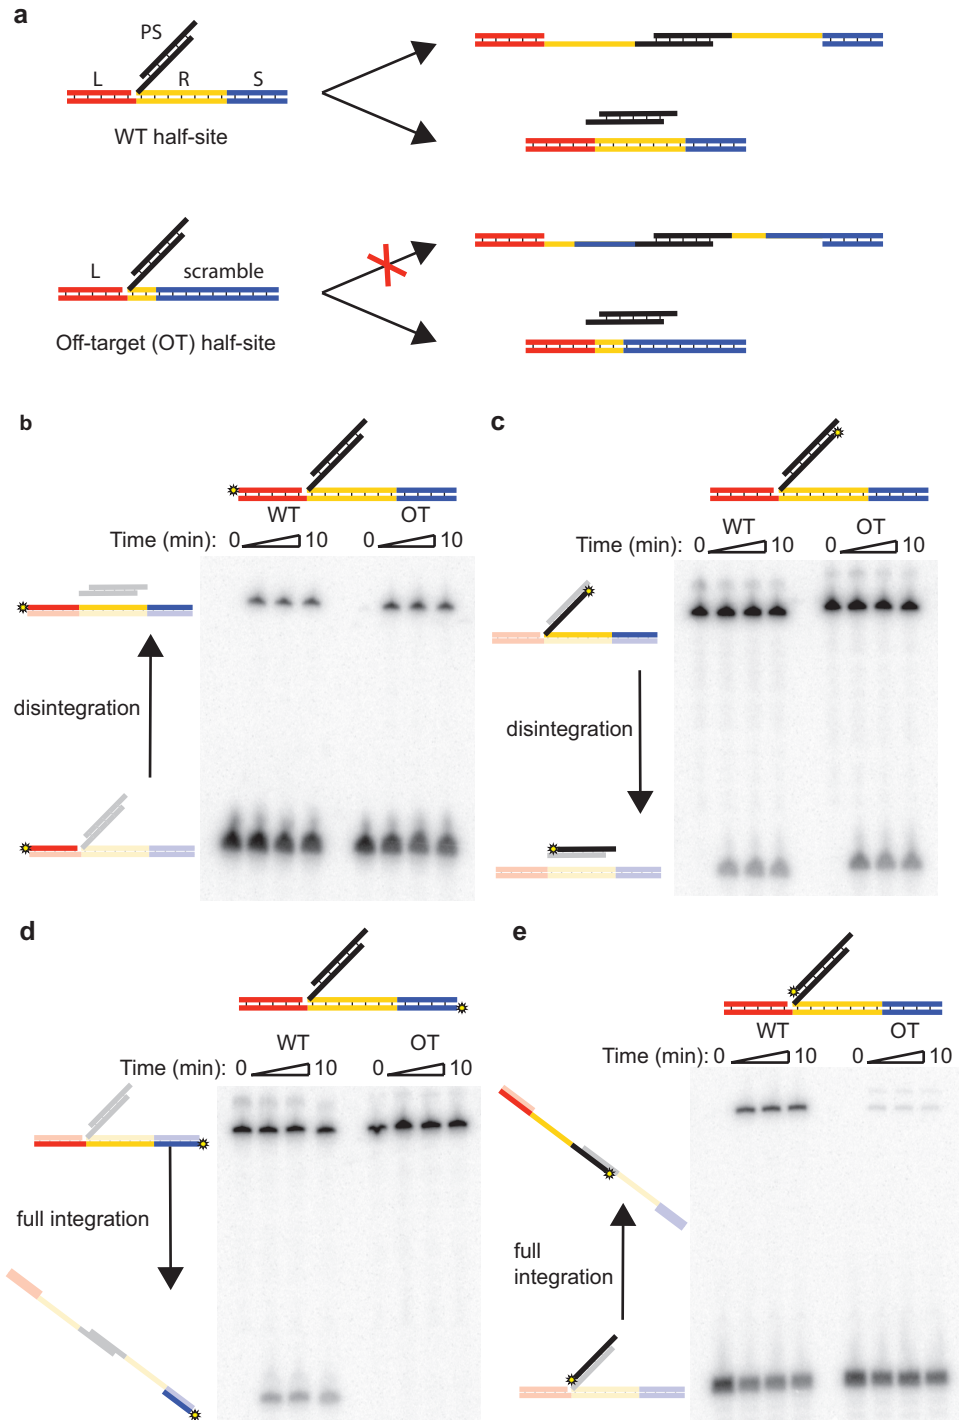 a
PS
L R S
WT half-site
L scramble
Off-target (OT) half-site
b
WT OT
Time (min): 0 10 0 10
disintegration
c
WT OT
Time (min): 0 10 0 10
disintegration
d
WT OT
Time (min): 0 10 0 10
full integration
e
WT OT
Time (min): 0 10 0 10
full
integration